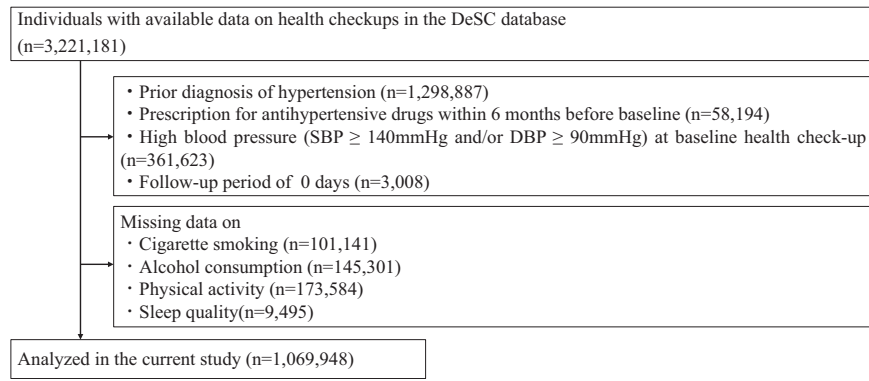 Individuals with available data on health checkups in the DeSC database
(n=3,221,181)
・Prior diagnosis of hypertension (n=1,298,887)
・Prescription for antihypertensive drugs within 6 months before baseline (n=58,194)
・High blood pressure (SBP ≥ 140mmHg and/or DBP ≥ 90mmHg) at baseline health check-up
(n=361,623)
・Follow-up period of 0 days (n=3,008)
Missing data on
・Cigarette smoking (n=101,141)
・Alcohol consumption (n=145,301)
・Physical activity (n=173,584)
・Sleep quality(n=9,495)
Analyzed in the current study (n=1,069,948)